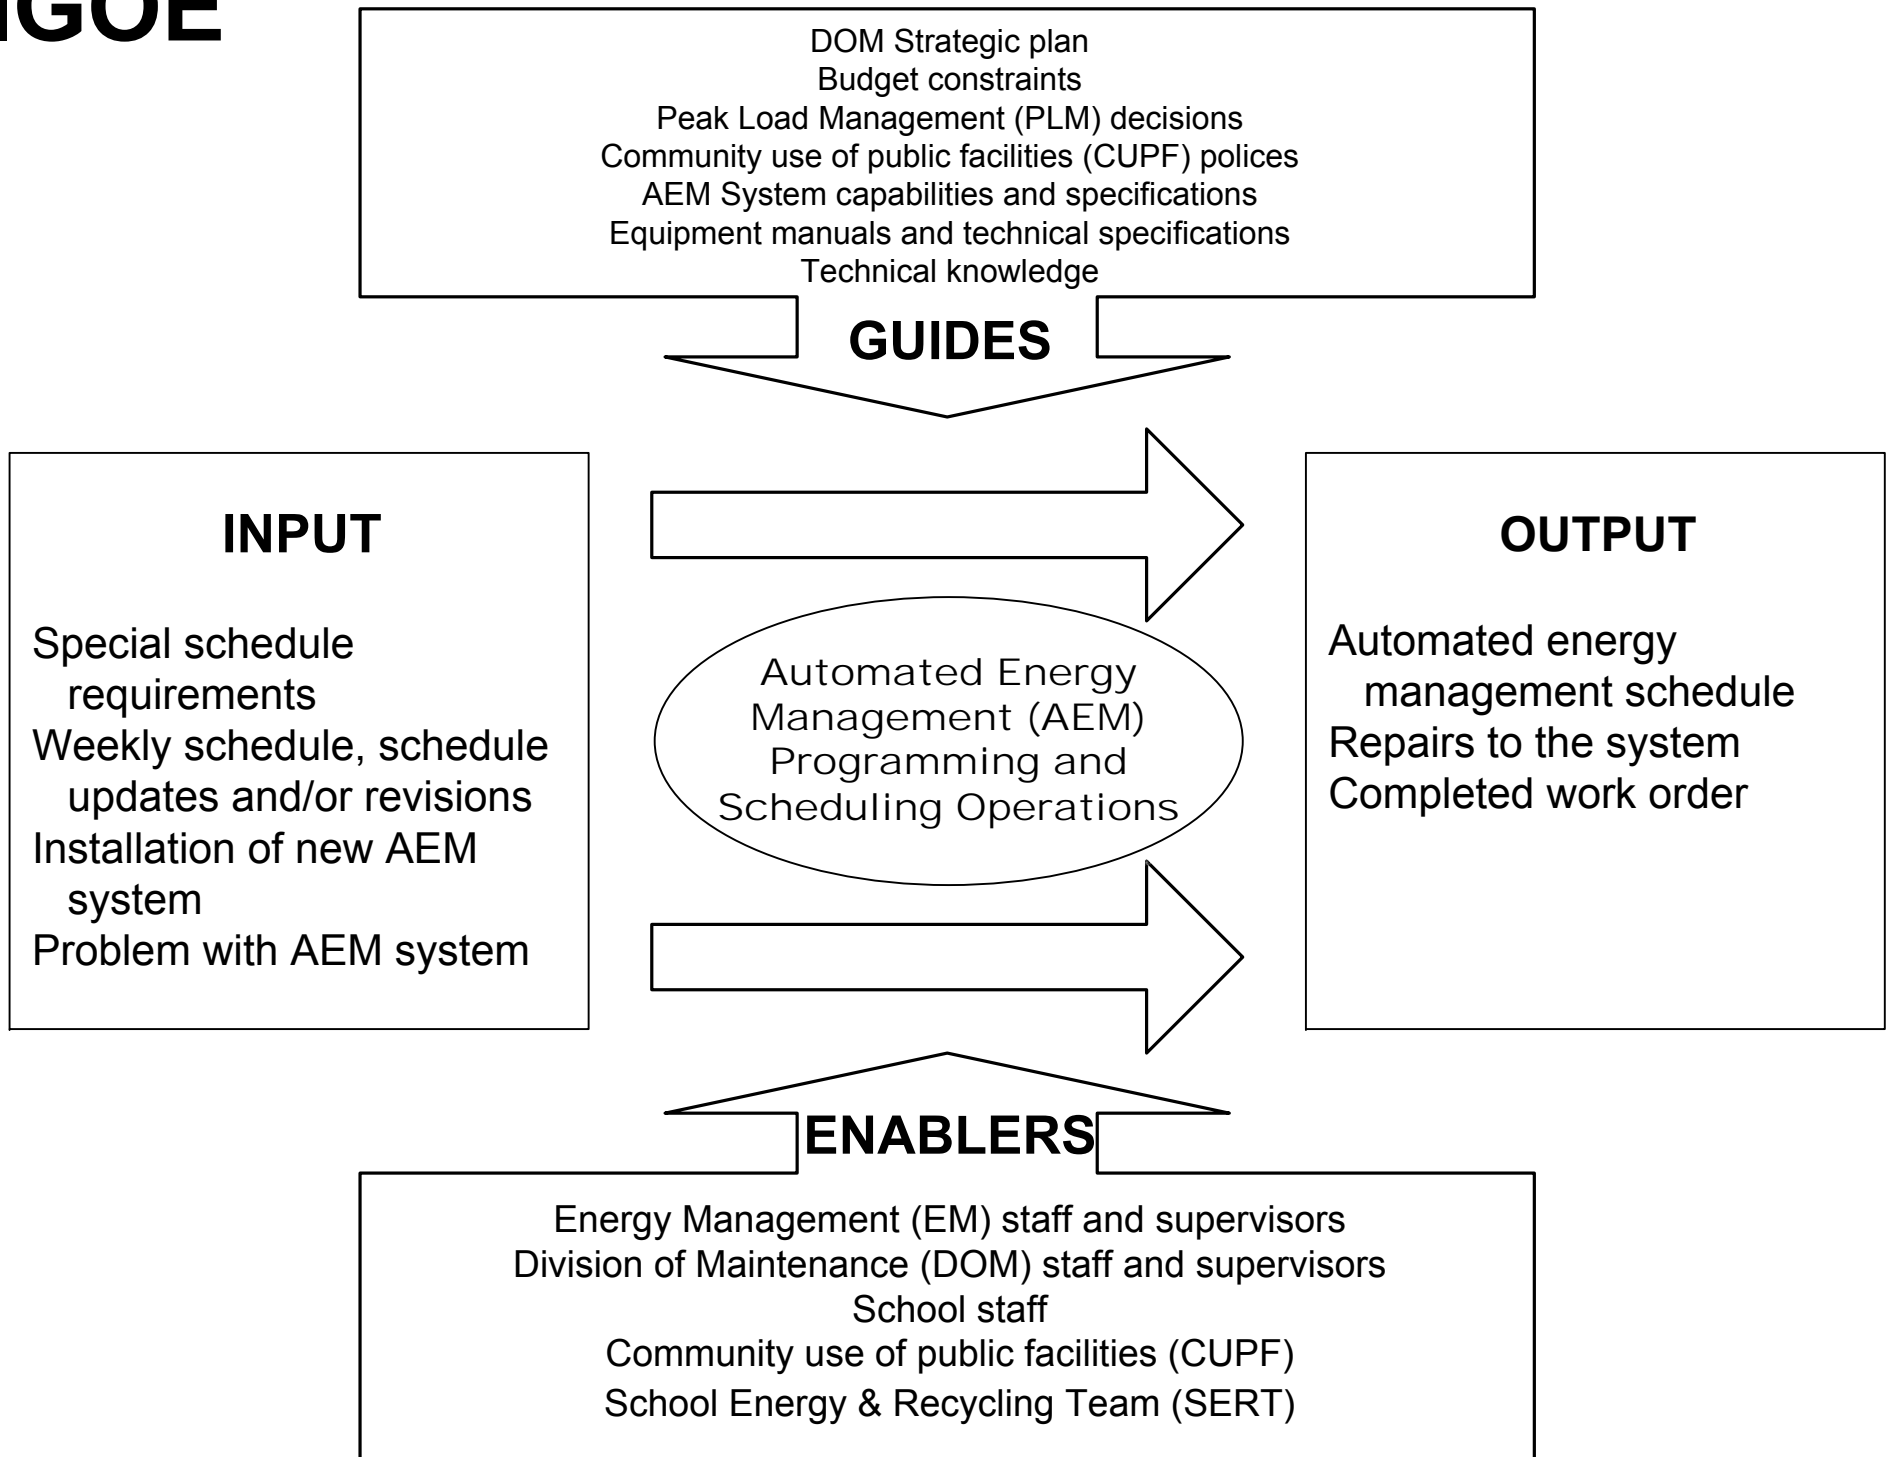 IGOE
DOM Strategic plan
Budget constraints
Peak Load Management (PLM) decisions
Community use of public facilities (CUPF) polices
AEM System capabilities and specifications
Equipment manuals and technical specifications
Technical knowledge
GUIDES
INPUT
Special schedule
requirements
Weekly schedule, schedule
updates and/or revisions
Installation of new AEM
system
Problem with AEM system
Automated Energy
Management (AEM)
Programming and
Scheduling Operations
OUTPUT
Automated energy
management schedule
Repairs to the system
Completed work order
ENABLERS
Energy Management (EM) staff and supervisors
Division of Maintenance (DOM) staff and supervisors
School staff
Community use of public facilities (CUPF)
School Energy & Recycling Team (SERT)